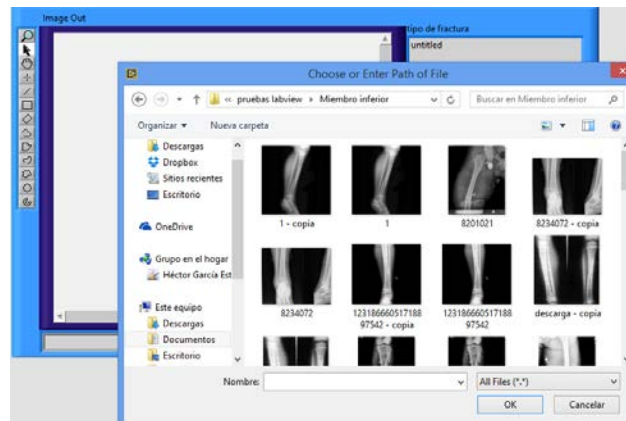 Image Out
tipo de fractura
untitled
Choose or Enter Path of File
« pruebas labview ▸ Miembro inferior
Buscar en Miembro inferior
Organizar
Nueva carpeta
Descargas
Dropbox
Sitios recientes
Escritorio
OneDrive
Grupo en el hogar
Héctor García Est
Este equipo
Descargas
Documentos
Escritorio
1 - copia
1
8201021
8234072 - copia
8234072
123186660517188
97542 - copia
123186660517188
97542
descarga - copia
Nombre:
All Files (*.*)
OK
Cancelar